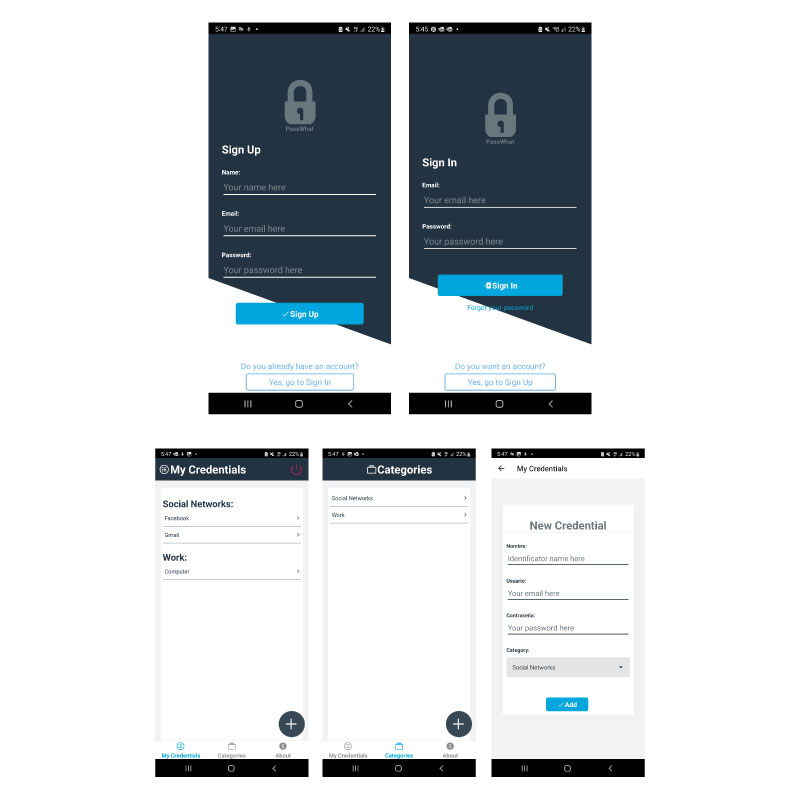 5:47
22%
PassWhat
Sign Up
Name:
Your name here
Email:
Your email here
Password:
Your password here
Sign Up
Do you already have an account?
Yes, go to Sign In
5:45
22%
PassWhat
Sign In
Email:
Your email here
Password:
Your password here
Sign In
Forgot your password
Do you want an account?
Yes, go to Sign Up
5:47
22%
My Credentials
Social Networks:
Facebook
Gmail
Work:
Computer
My Credentials
Categories
About
5:47
22%
Categories
Social Networks
Work
My Credentials
Categories
About
5:47
22%
My Credentials
New Credential
Nombre:
Identificator name here
Usuario:
Your email here
Contraseña:
Your password here
Category:
Social Networks
Add